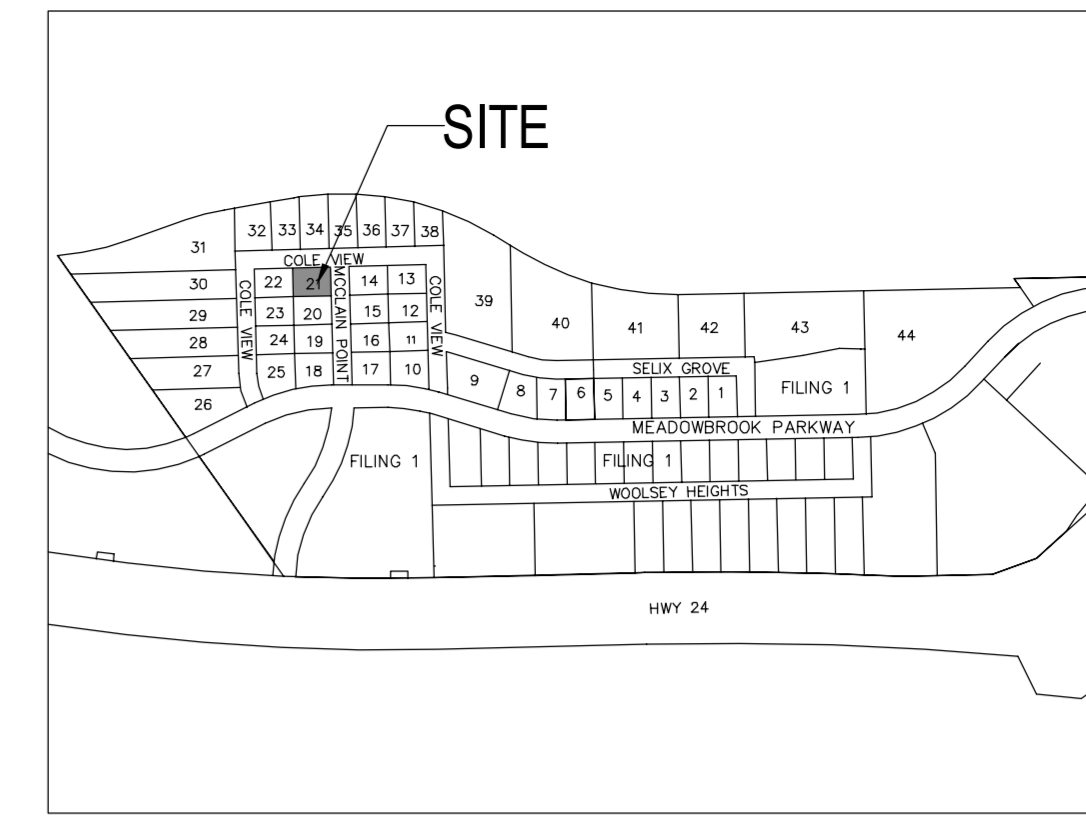 SITE
32 33 34 35 36 37 38
31
COLE VIEW
30 22 21 14 13
39
29 23 20 15 12
40 41 42 43 44
28 24 19 16 11
COLE VIEW
MCCLAIN POINT
COLE VIEW
27 25 18 17 10
SELIX GROVE
9 8 7 6 5 4 3 2 1
FILING 1
26
MEADOWBROOK PARKWAY
FILING 1
FILING 1
WOOLSEY HEIGHTS
HWY 24